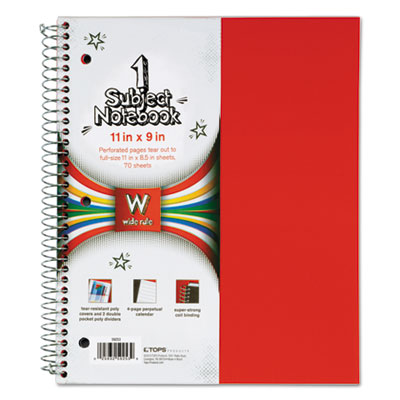 1
Subject
Notebook
11 in x 9 in
Perforated pages tear out to
full-size 11 in x 8.5 in sheets,
70 sheets
W
wide rule
tear-resistant poly
covers and 2 double
pocket poly dividers
4-page perpetual
calendar
super-strong
coil binding
TOPS PRODUCTS